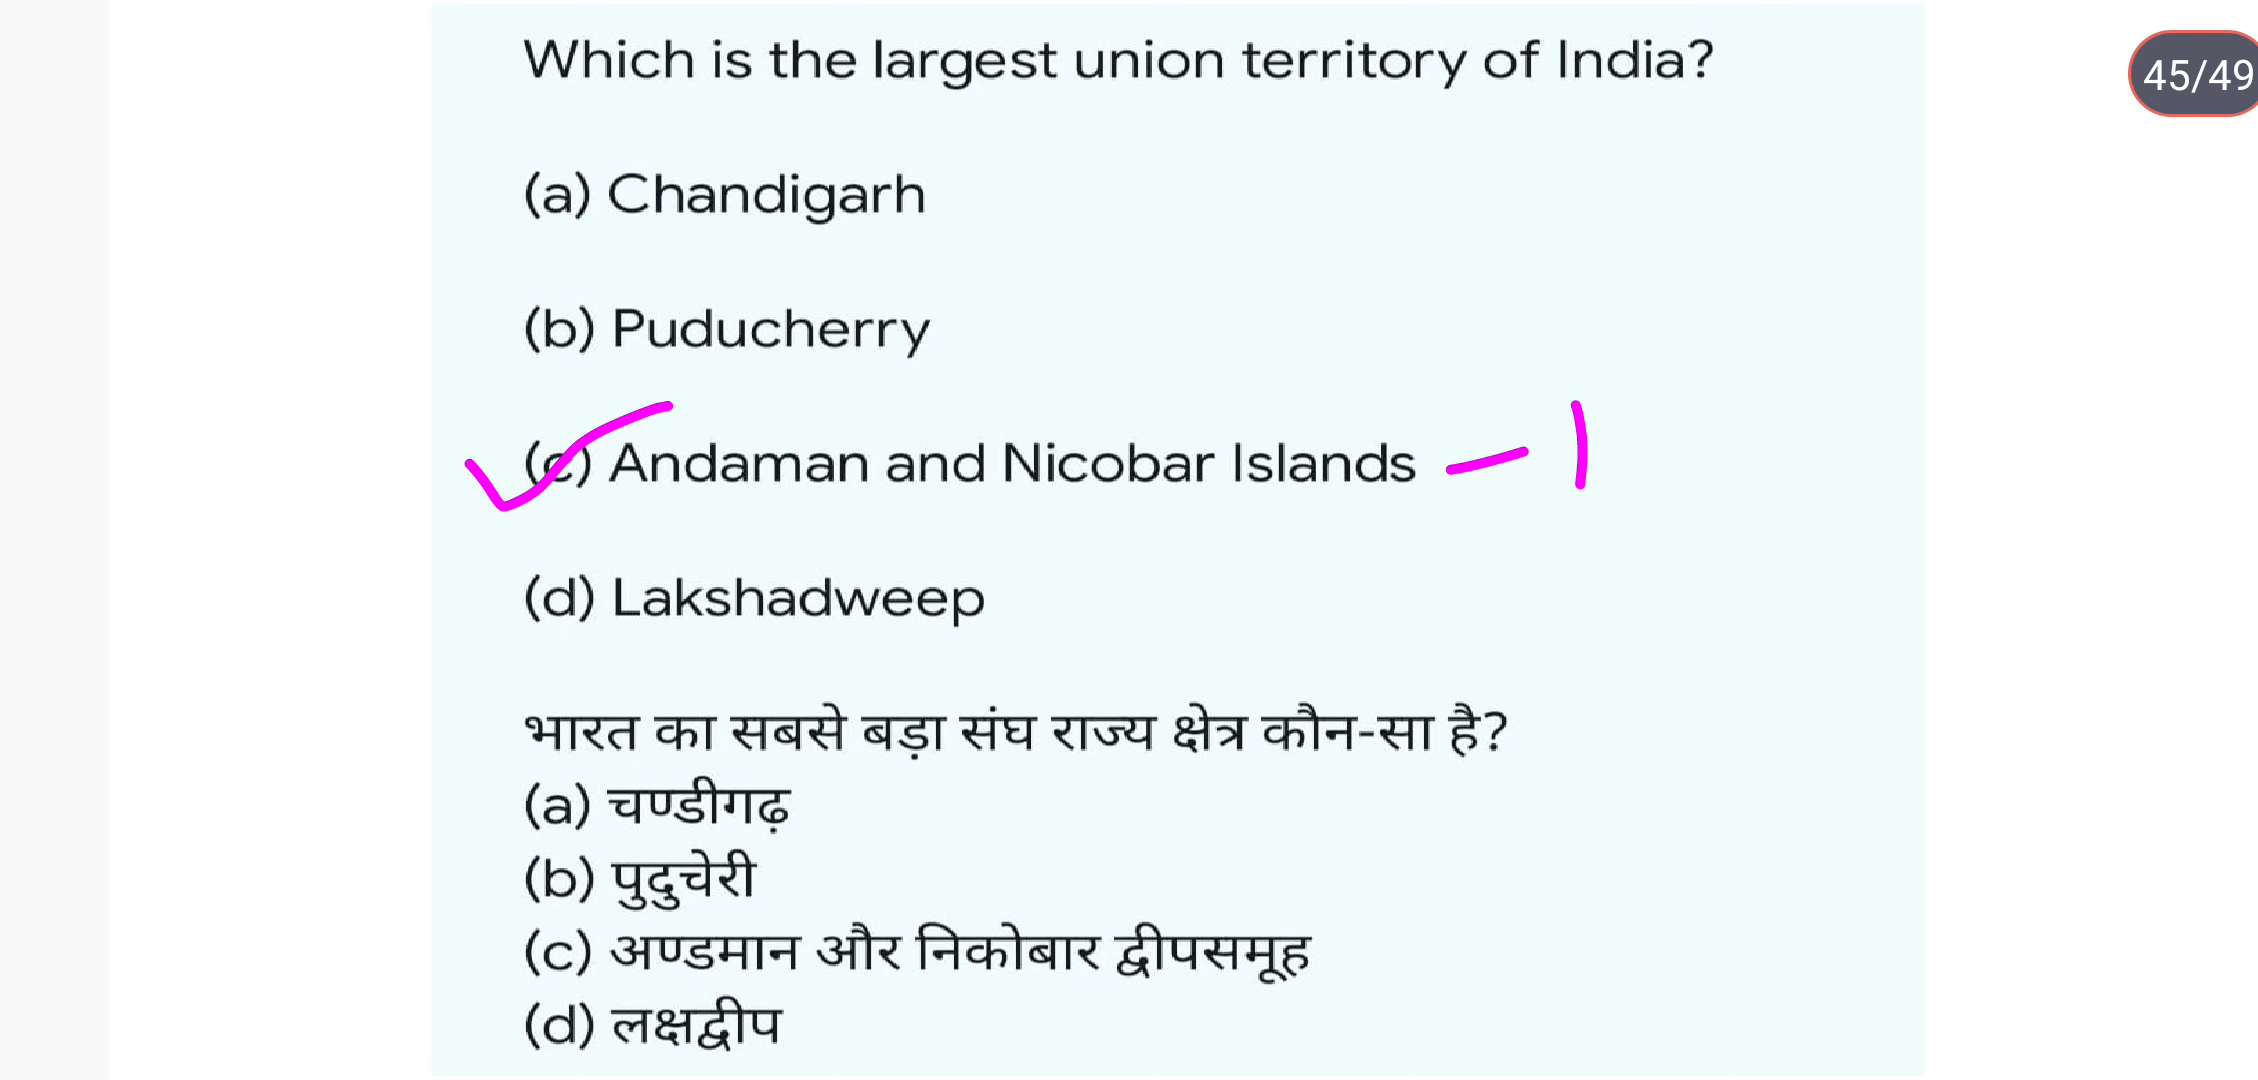 Which is the largest union territory of India?
45/49
(a) Chandigarh
(b) Puducherry
(c) Andaman and Nicobar Islands — 1
(d) Lakshadweep
भारत का सबसे बड़ा संघ राज्य क्षेत्र कौन-सा है?
(a) चण्डीगढ़
(b) पुदुचेरी
(c) अण्डमान और निकोबार द्वीपसमूह
(d) लक्षद्वीप